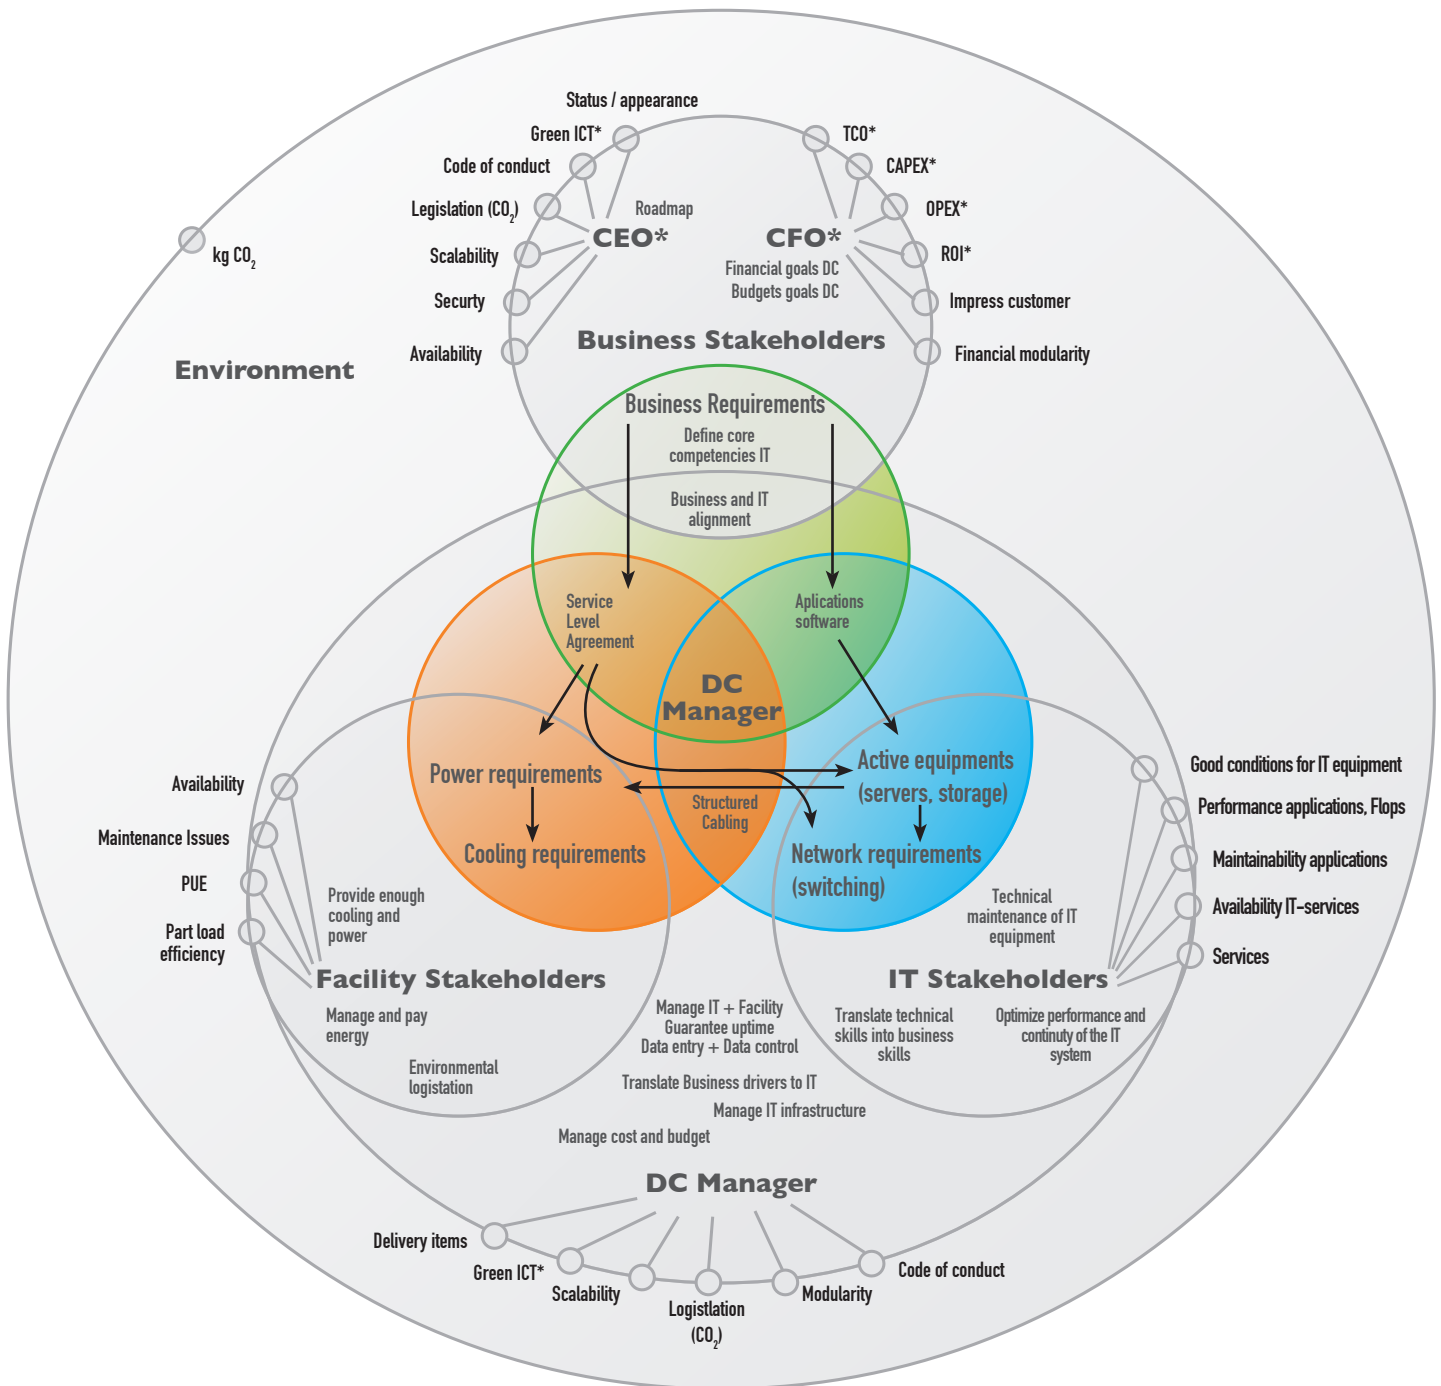 Status / appearance
Green ICT*
Code of conduct
Legislation (CO₂)
Scalability
Securty
Availability
Roadmap
CEO*
TCO*
CAPEX*
OPEX*
ROI*
Impress customer
Financial modularity
CFO*
Financial goals DC
Budgets goals DC
kg CO₂
Environment
Business Stakeholders
Business Requirements
Define core
competencies IT
Business and IT
alignment
Service
Level
Agreement
Aplications
software
DC
Manager
Power requirements
Cooling requirements
Structured
Cabling
Active equipments
(servers, storage)
Network requirements
(switching)
Availability
Maintenance Issues
PUE
Part load
efficiency
Provide enough
cooling and
power
Facility Stakeholders
Manage and pay
energy
Environmental
logistation
Good conditions for IT equipment
Performance applications, Flops
Maintainability applications
Availability IT-services
Services
Technical
maintenance of IT
equipment
IT Stakeholders
Translate technical
skills into business
skills
Optimize performance and
continuty of the IT
system
Manage IT + Facility
Guarantee uptime
Data entry + Data control
Translate Business drivers to IT
Manage IT infrastructure
Manage cost and budget
DC Manager
Delivery items
Green ICT*
Scalability
Logistlation
(CO₂)
Modularity
Code of conduct